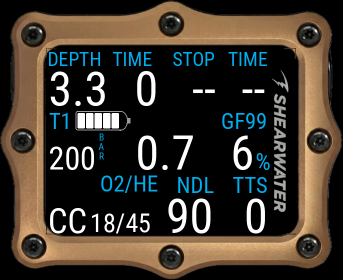 DEPTH TIME STOP TIME
3.3 0 -- --
T1 GF99
200 BAR 0.7 6%
O2/HE NDL TTS
CC 18/45 90 0
SHEARWATER